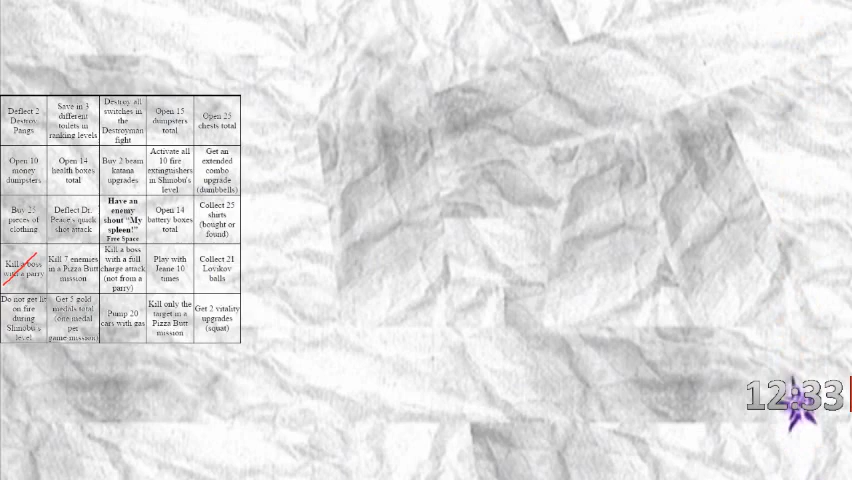 Deflect 2
Destroy
Pangs
Save in 3
different
toilets in
ranking levels
Destroy all
switches in
the
Destroyman
fight
Open 15
dumpsters
total
Open 25
chests total
Open 10
money
dumpsters
Open 14
health boxes
total
Buy 2 beam
katana
upgrades
Activate all
10 fire
extinguishers
in Shinobu's
level
Get an
extended
combo
upgrade
(dumbbells)
Buy 25
pieces of
clothing
Deflect Dr.
Peace's quick
shot attack
Have an
enemy
shout "My
spleen!"
Free Space
Open 14
battery boxes
total
Collect 25
shirts
(bought or
found)
Kill a boss
with a parry
Kill 7 enemies
in a Pizza Butt
mission
Kill a boss
with a full
charge attack
(not from a
parry)
Play with
Jeane 10
times
Collect 21
Lovikov
balls
Do not get lit
on fire
during
Shinobu's
level
Get 5 gold
medals total
(one medal
per
game/mission)
Pump 20
cars with gas
Kill only the
target in a
Pizza Butt
mission
Get 2 vitality
upgrades
(squat)
12:33